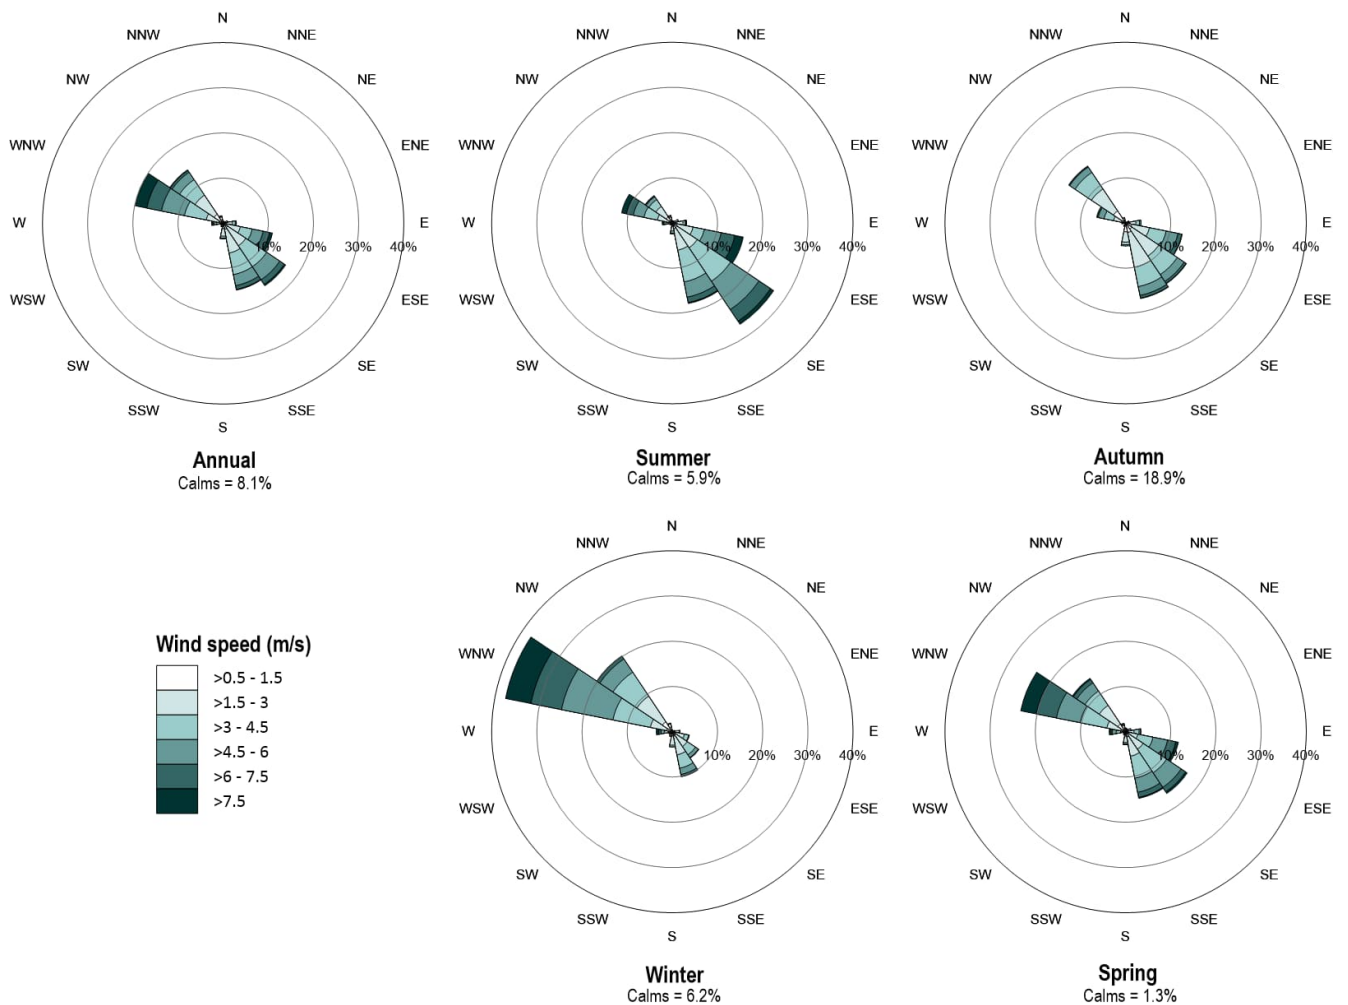 N
NNW NNE
NW NE
WNW ENE
W E
10% 20% 30% 40%
WSW ESE
SW SE
SSW SSE
S
Annual
Calms = 8.1%
N
NNW NNE
NW NE
WNW ENE
W E
10% 20% 30% 40%
WSW ESE
SW SE
SSW SSE
S
Summer
Calms = 5.9%
N
NNW NNE
NW NE
WNW ENE
W E
10% 20% 30% 40%
WSW ESE
SW SE
SSW SSE
S
Autumn
Calms = 18.9%
Wind speed (m/s)
>0.5 - 1.5
>1.5 - 3
>3 - 4.5
>4.5 - 6
>6 - 7.5
>7.5
N
NNW NNE
NW NE
WNW ENE
W E
10% 20% 30% 40%
WSW ESE
SW SE
SSW SSE
S
Winter
Calms = 6.2%
N
NNW NNE
NW NE
WNW ENE
W E
10% 20% 30% 40%
WSW ESE
SW SE
SSW SSE
S
Spring
Calms = 1.3%